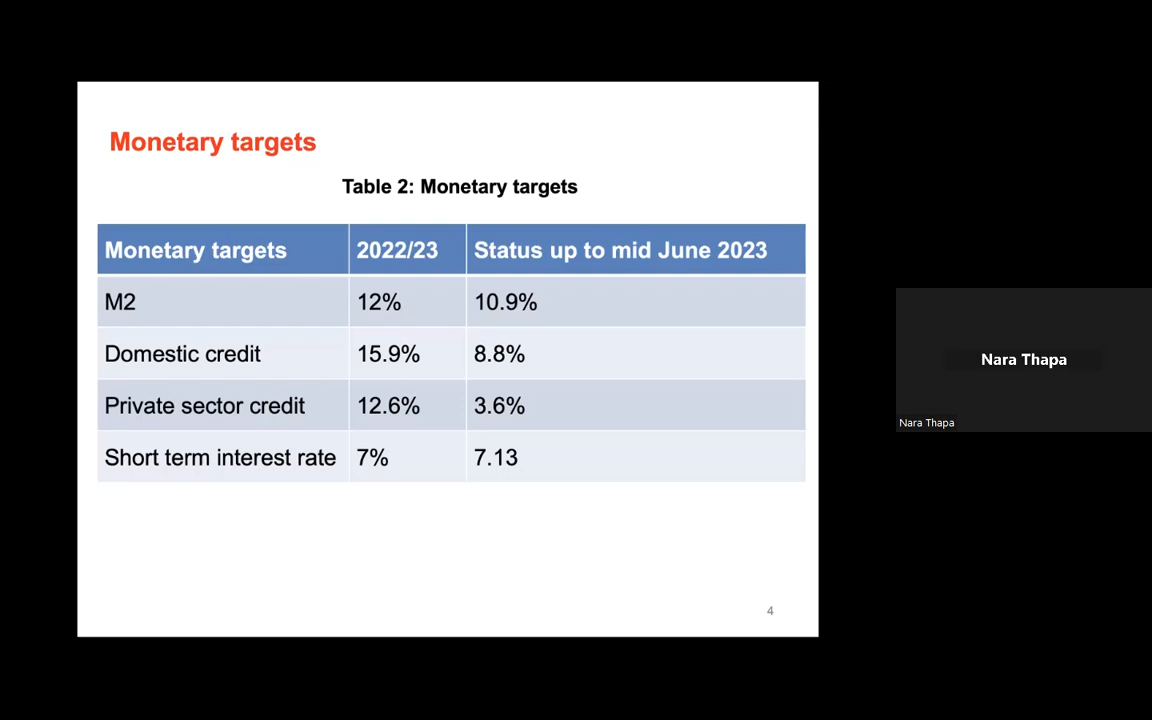 Monetary targets
Table 2: Monetary targets
Monetary targets 2022/23 Status up to mid June 2023
M2 12% 10.9%
Domestic credit 15.9% 8.8%
Private sector credit 12.6% 3.6%
Short term interest rate 7% 7.13
4
Nara Thapa
Nara Thapa